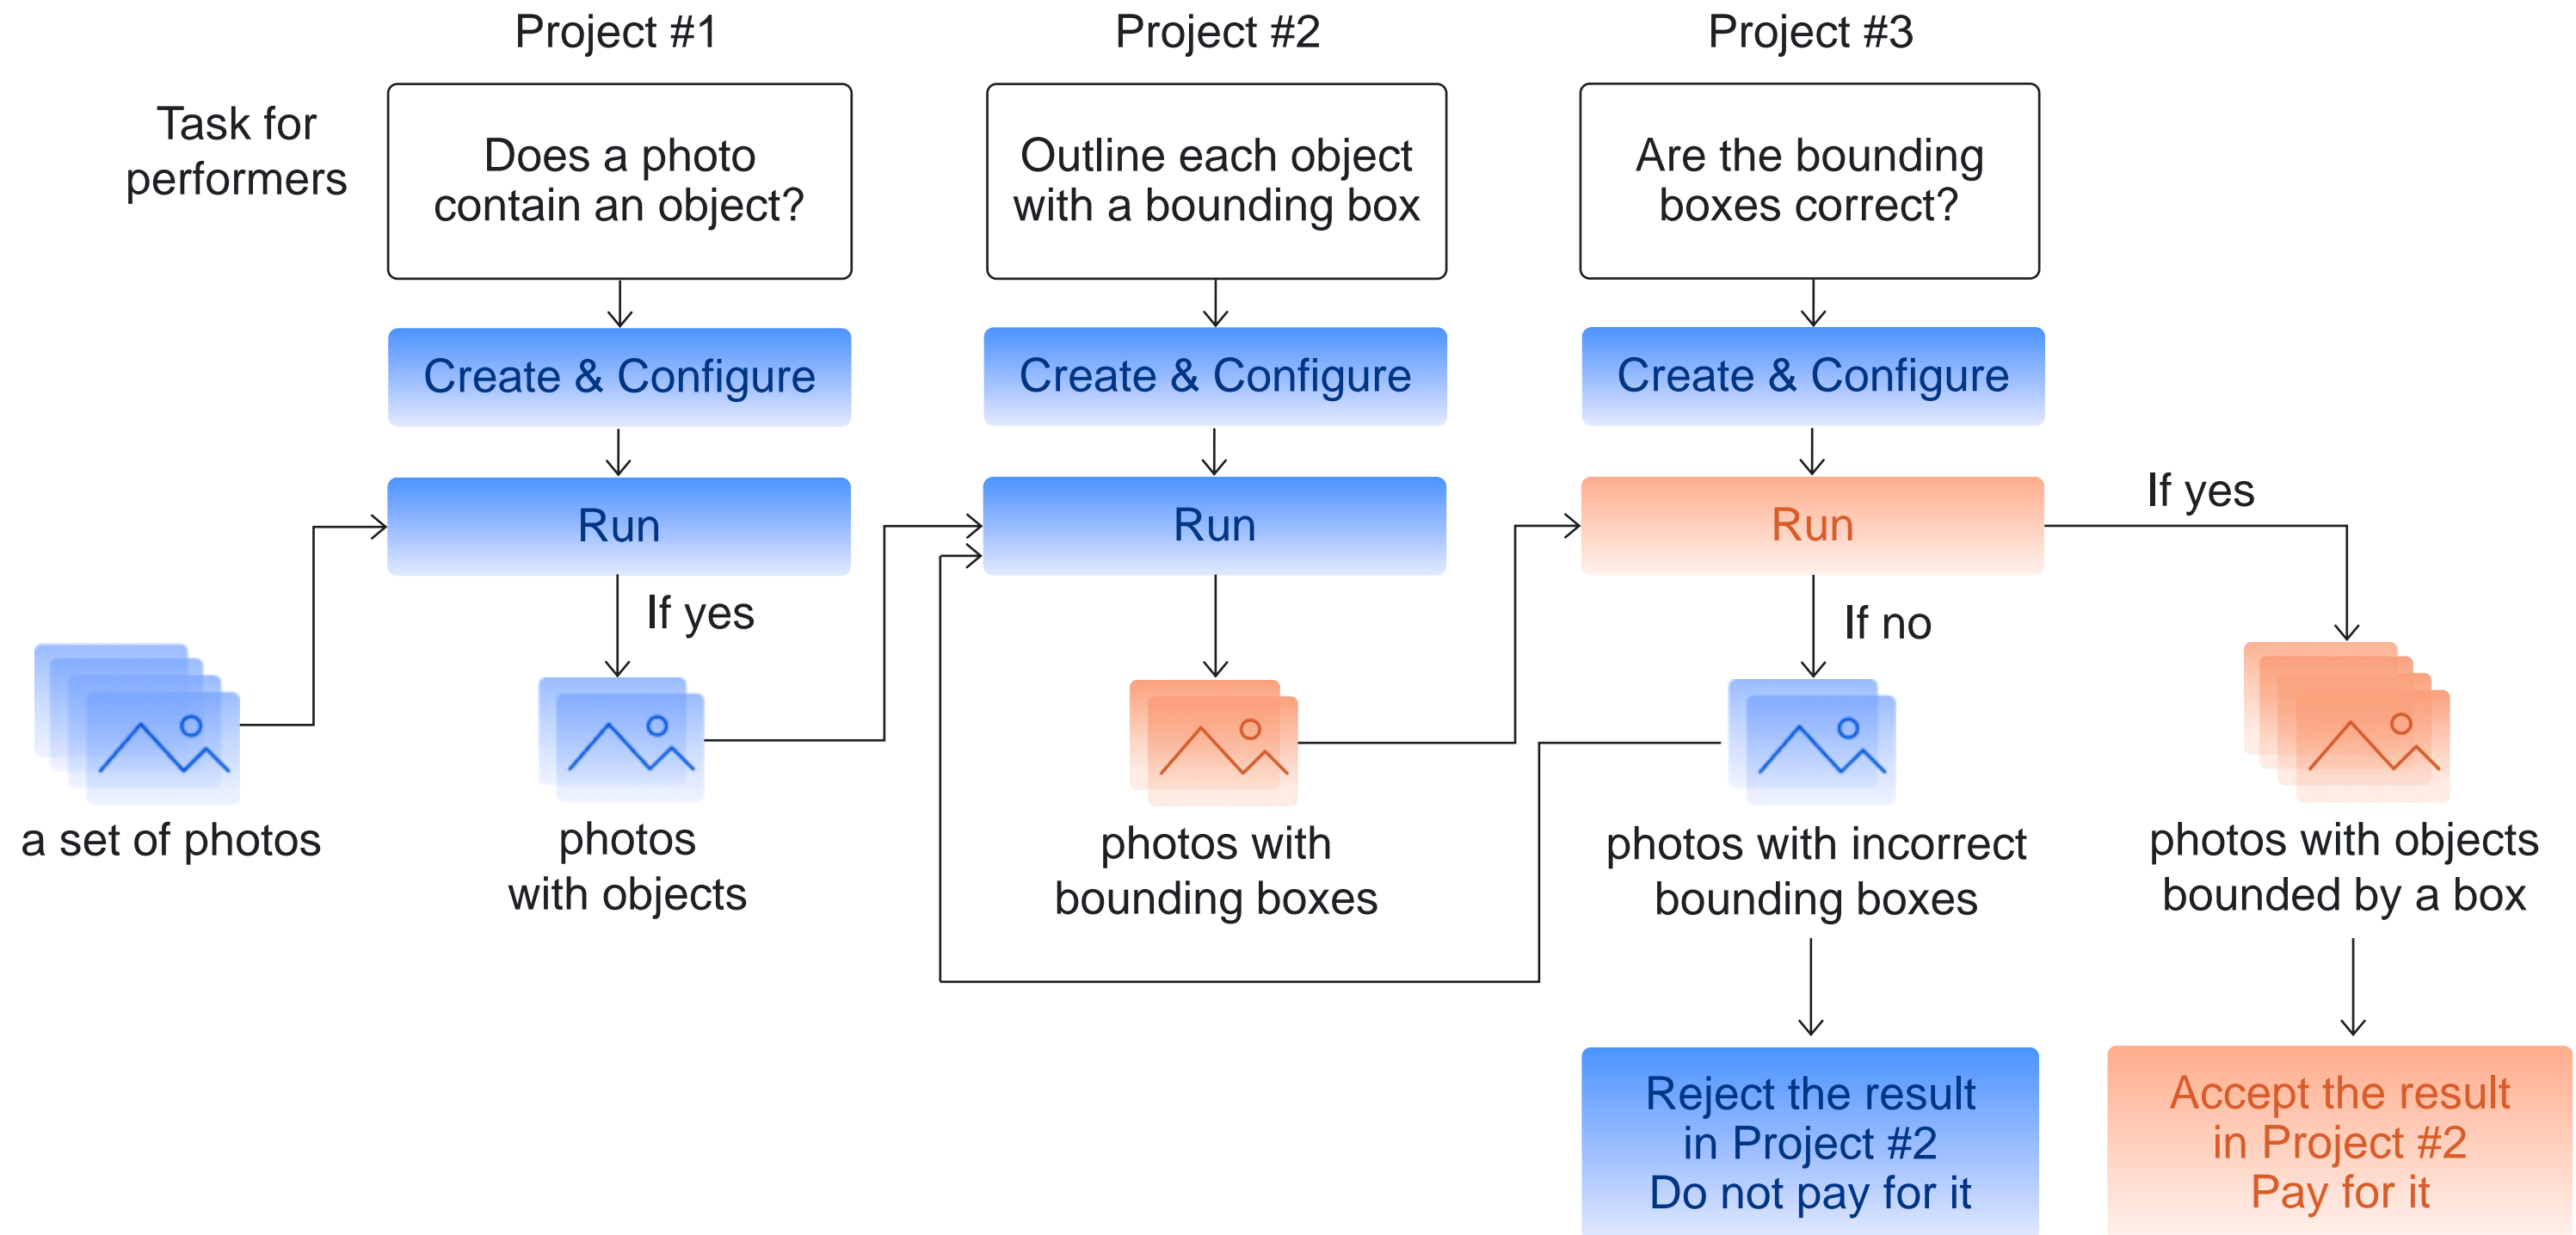 Project #1
Project #2
Project #3
Task for
performers
Does a photo
contain an object?
Outline each object
with a bounding box
Are the bounding
boxes correct?
Create & Configure
Create & Configure
Create & Configure
Run
Run
Run
If yes
If yes
If no
a set of photos
photos
with objects
photos with
bounding boxes
photos with incorrect
bounding boxes
photos with objects
bounded by a box
Reject the result
in Project #2
Do not pay for it
Accept the result
in Project #2
Pay for it